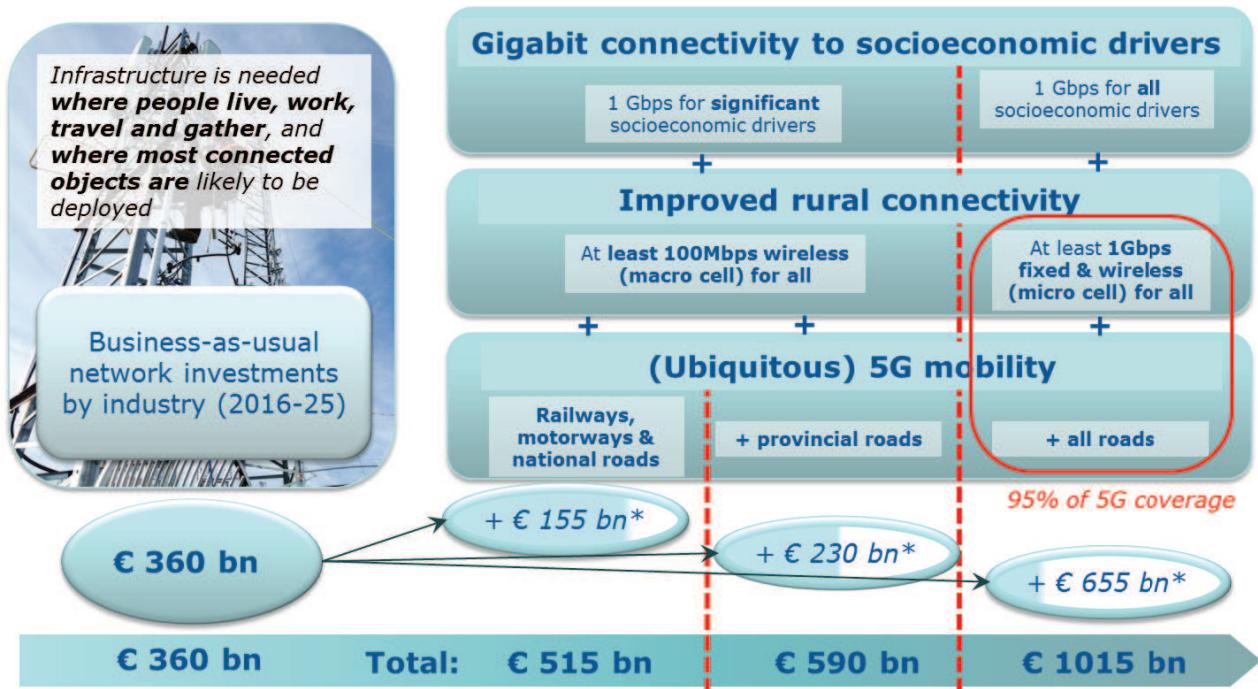 Infrastructure is needed
where people live, work,
travel and gather, and
where most connected
objects are likely to be
deployed
Business-as-usual
network investments
by industry (2016-25)
Gigabit connectivity to socioeconomic drivers
1 Gbps for significant
socioeconomic drivers
1 Gbps for all
socioeconomic drivers
+
+
Improved rural connectivity
At least 100Mbps wireless
(macro cell) for all
At least 1Gbps
fixed & wireless
(micro cell) for all
+
+
+
(Ubiquitous) 5G mobility
Railways,
motorways &
national roads
+ provincial roads
+ all roads
95% of 5G coverage
€ 360 bn
+ € 155 bn*
+ € 230 bn*
+ € 655 bn*
€ 360 bn
Total:
€ 515 bn
€ 590 bn
€ 1015 bn